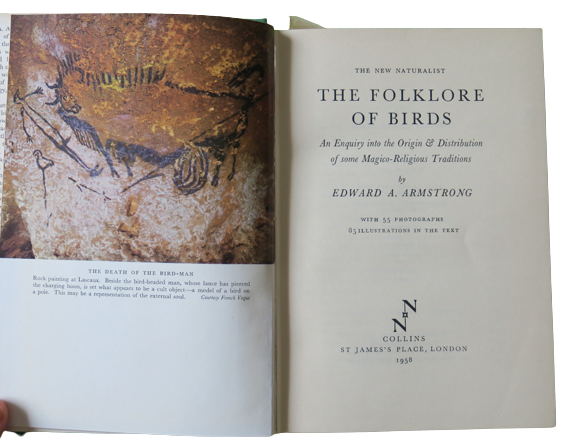 THE DEATH OF THE BIRD-MAN
Rock painting at Lascaux. Beside the bird-headed man, whose lance has pierced
the charging bison, is set what appears to be a cult object—a model of a bird on
a pole. This may be a representation of the external soul. Courtesy French Vogue
THE NEW NATURALIST
THE FOLKLORE
OF BIRDS
An Enquiry into the Origin & Distribution
of some Magico-Religious Traditions
by
EDWARD A. ARMSTRONG
WITH 55 PHOTOGRAPHS
85 ILLUSTRATIONS IN THE TEXT
N
N
COLLINS
ST JAMES'S PLACE, LONDON
1958